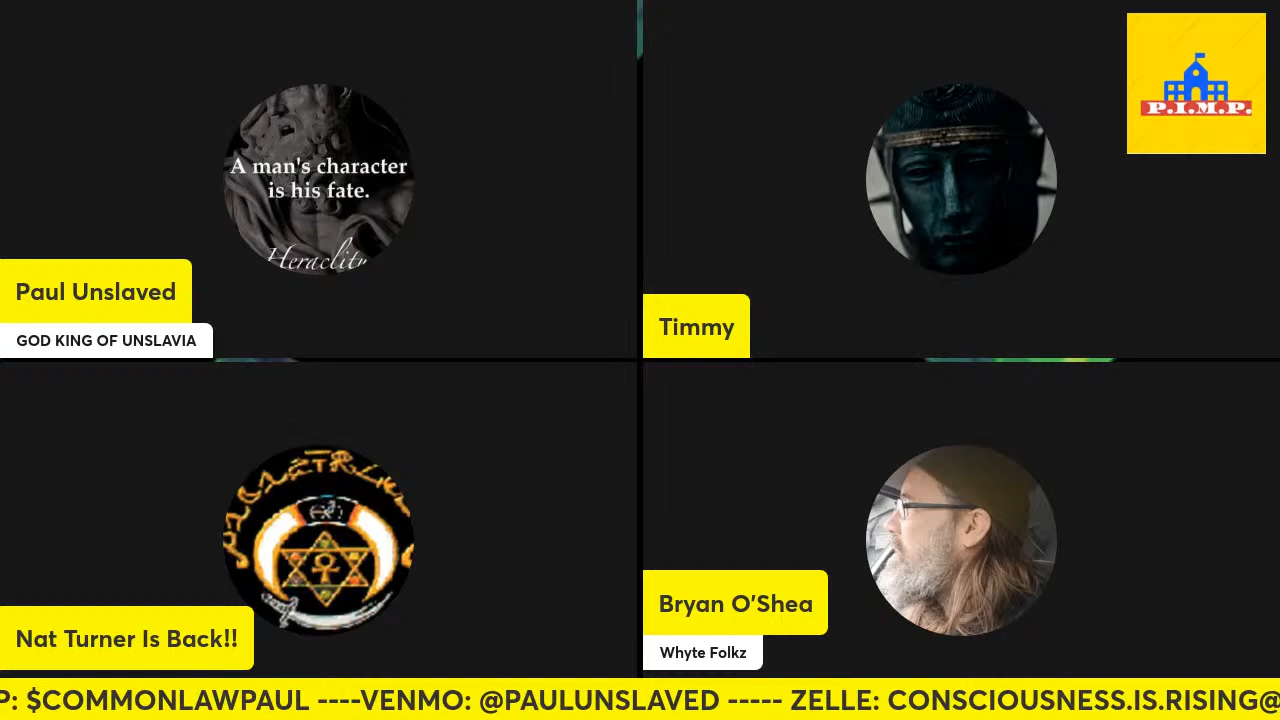 A man's character
is his fate.
Paul Unslaved
GOD KING OF UNSLAVIA
P.I.M.P.
Timmy
Nat Turner Is Back!!
Bryan O'Shea
Whyte Folkz
P: $COMMONLAWPAUL ----VENMO: @PAULUNSLAVED ----- ZELLE: CONSCIOUSNESS.IS.RISING@